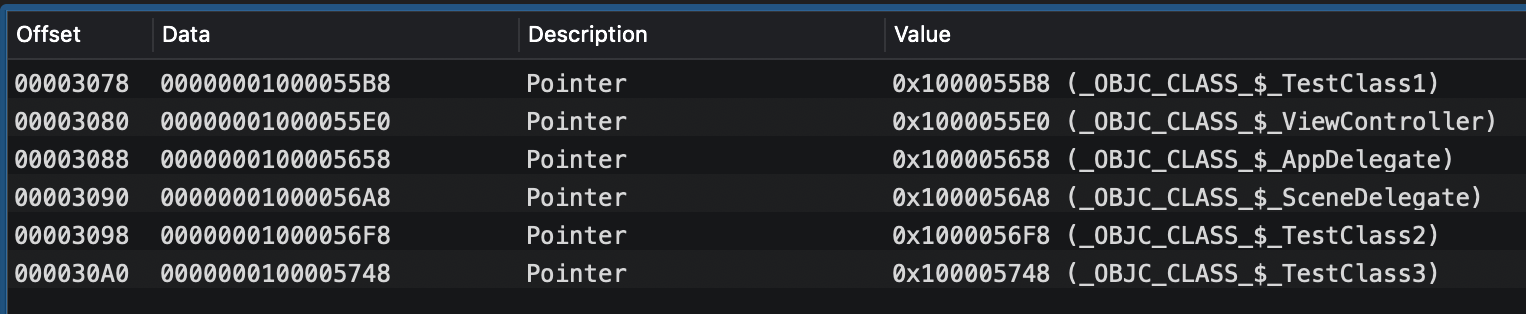 Offset Data Description Value
00003078 00000001000055B8 Pointer 0x1000055B8 (_OBJC_CLASS_$_TestClass1)
00003080 00000001000055E0 Pointer 0x1000055E0 (_OBJC_CLASS_$_ViewController)
00003088 0000000100005658 Pointer 0x100005658 (_OBJC_CLASS_$_AppDelegate)
00003090 00000001000056A8 Pointer 0x1000056A8 (_OBJC_CLASS_$_SceneDelegate)
00003098 00000001000056F8 Pointer 0x1000056F8 (_OBJC_CLASS_$_TestClass2)
000030A0 0000000100005748 Pointer 0x100005748 (_OBJC_CLASS_$_TestClass3)